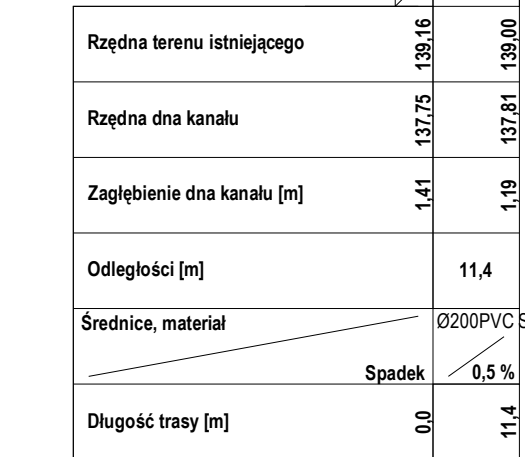 Rzędna terenu istniejącego 139,16 139,00
Rzędna dna kanału 137,75 137,81
Zagłębienie dna kanału [m] 1,41 1,19
Odległości [m] 11,4
Średnice, materiał Ø200PVC S
Spadek 0,5 %
Długość trasy [m] 0,0 11,4